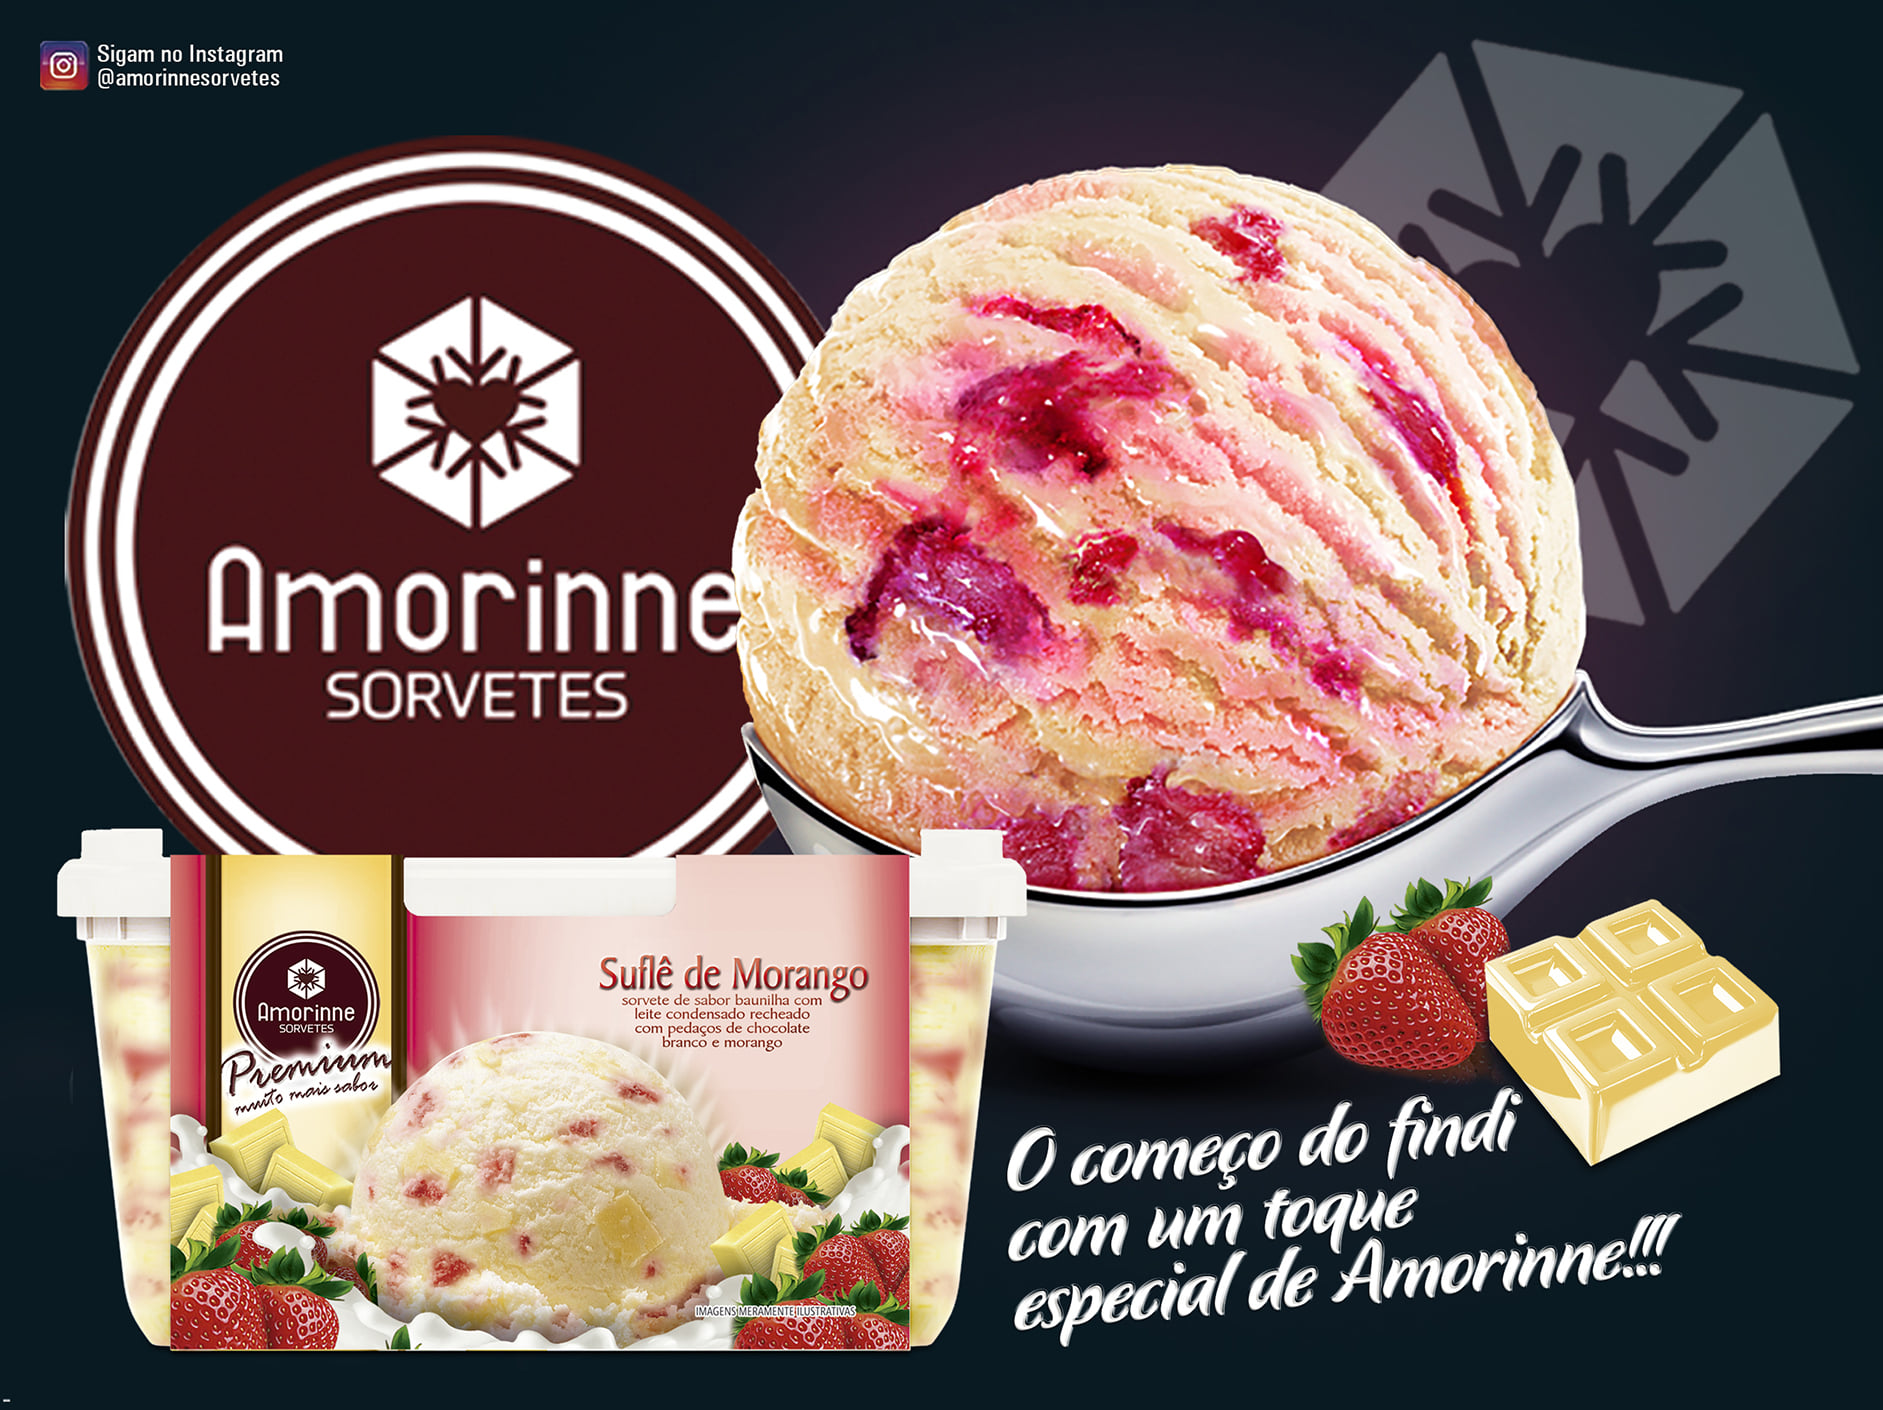 Sigam no Instagram
@amorinnesorvetes
Amorinne
SORVETES
Amorinne
SORVETES
Premium
muito mais sabor
Suflê de Morango
sorvete de sabor baunilha com
leite condensado recheado
com pedaços de chocolate
branco e morango
IMAGENS MERAMENTE ILUSTRATIVAS
O começo do findi
com um toque
especial de Amorinne!!!